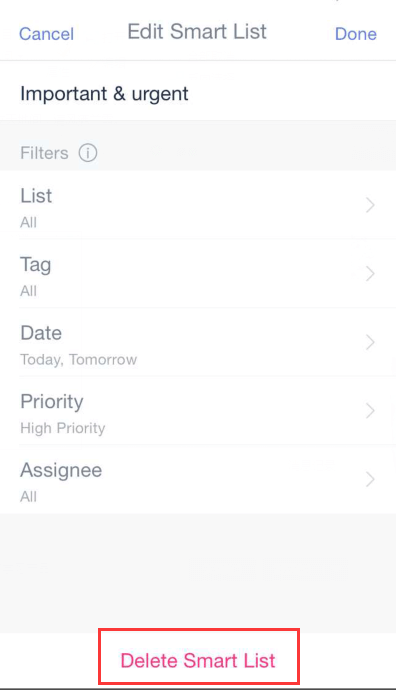 Cancel Edit Smart List Done
Important & urgent
Filters
List
All
Tag
All
Date
Today, Tomorrow
Priority
High Priority
Assignee
All
Delete Smart List